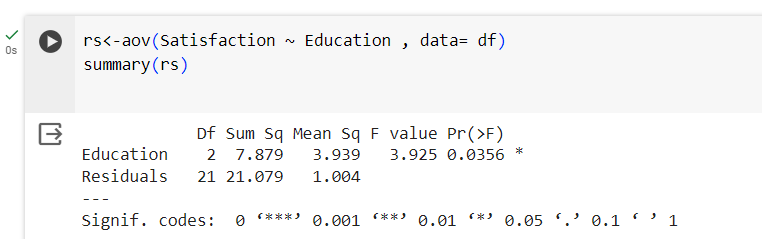 rs<-aov(Satisfaction ~ Education , data= df)
0s
summary(rs)
            Df Sum Sq Mean Sq F value Pr(>F)
Education    2  7.879   3.939   3.925 0.0356 *
Residuals   21 21.079   1.004
---
Signif. codes:  0 ‘***’ 0.001 ‘**’ 0.01 ‘*’ 0.05 ‘.’ 0.1 ‘ ’ 1